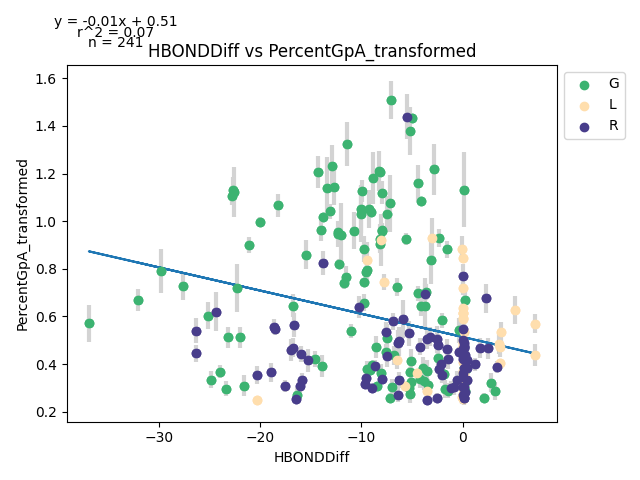 y = -0.01x + 0.51
r^2 = 0.07
n = 241
HBONDDiff vs PercentGpA_transformed
PercentGpA_transformed
1.6
1.4
1.2
1.0
0.8
0.6
0.4
0.2
−30
−20
−10
0
HBONDDiff
G
L
R